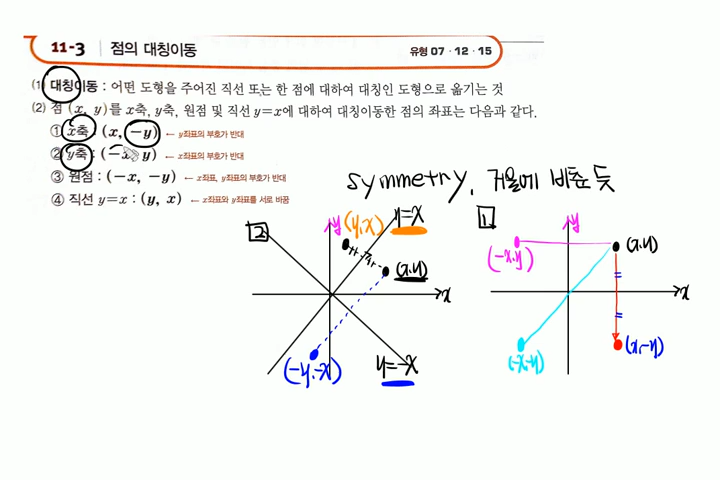 11-3 점의 대칭이동 유형 07·12·15
(1) 대칭이동 : 어떤 도형을 주어진 직선 또는 한 점에 대하여 대칭인 도형으로 옮기는 것
(2) 점 (x, y)를 x축, y축, 원점 및 직선 y=x에 대하여 대칭이동한 점의 좌표는 다음과 같다.
① x축 : (x, -y) ← y좌표의 부호가 반대
② y축 : (-x, y) ← x좌표의 부호가 반대
③ 원점 : (-x, -y) ← x좌표, y좌표의 부호가 반대
④ 직선 y=x : (y, x) ← x좌표와 y좌표를 서로 바꿈
symmetry, 거울에 비춘 듯
2
y
(y,x)
y=x
(x,y)
x
(-y,-x)
y=-x
1
y
(-x,y)
(x,y)
x
(-x,-y)
(x,-y)